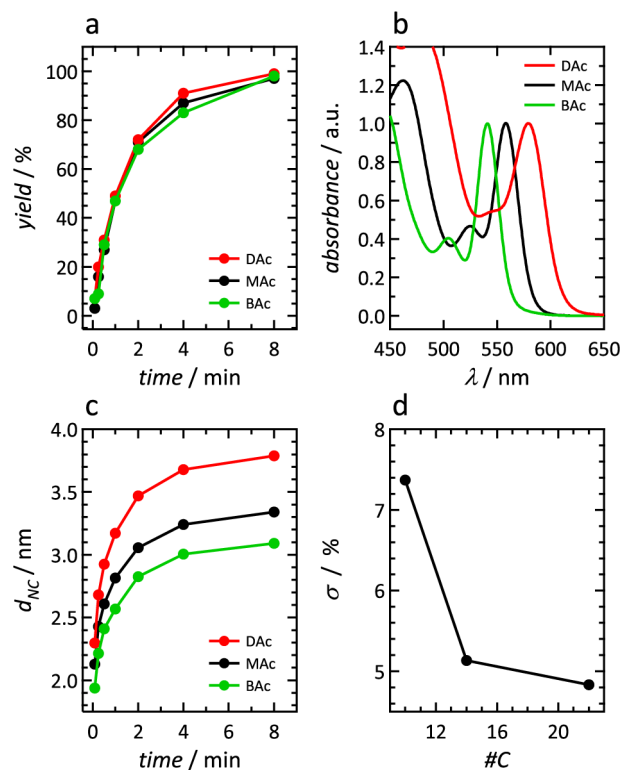 a
yield / %
100
80
60
40
20
0
DAc
MAc
BAc
0 2 4 6 8
time / min
b
absorbance / a.u.
1.4
1.2
1.0
0.8
0.6
0.4
0.2
0.0
DAc
MAc
BAc
450 500 550 600 650
λ / nm
c
d_NC / nm
4.0
3.5
3.0
2.5
2.0
DAc
MAc
BAc
0 2 4 6 8
time / min
d
σ / %
8
7
6
5
12 16 20
#C